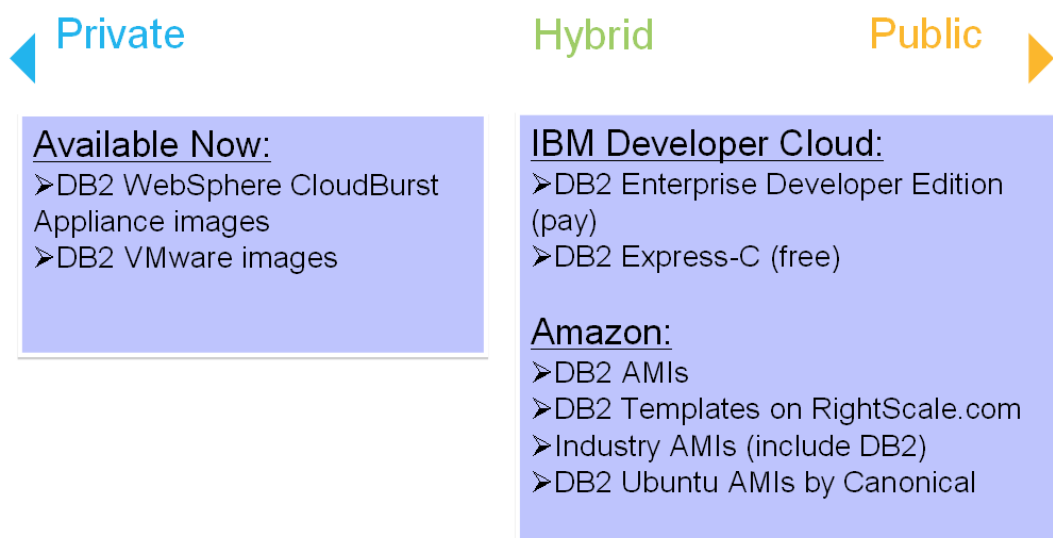 Private
Hybrid
Public
Available Now:
➢DB2 WebSphere CloudBurst
Appliance images
➢DB2 VMware images
IBM Developer Cloud:
➢DB2 Enterprise Developer Edition
(pay)
➢DB2 Express-C (free)
Amazon:
➢DB2 AMIs
➢DB2 Templates on RightScale.com
➢Industry AMIs (include DB2)
➢DB2 Ubuntu AMIs by Canonical